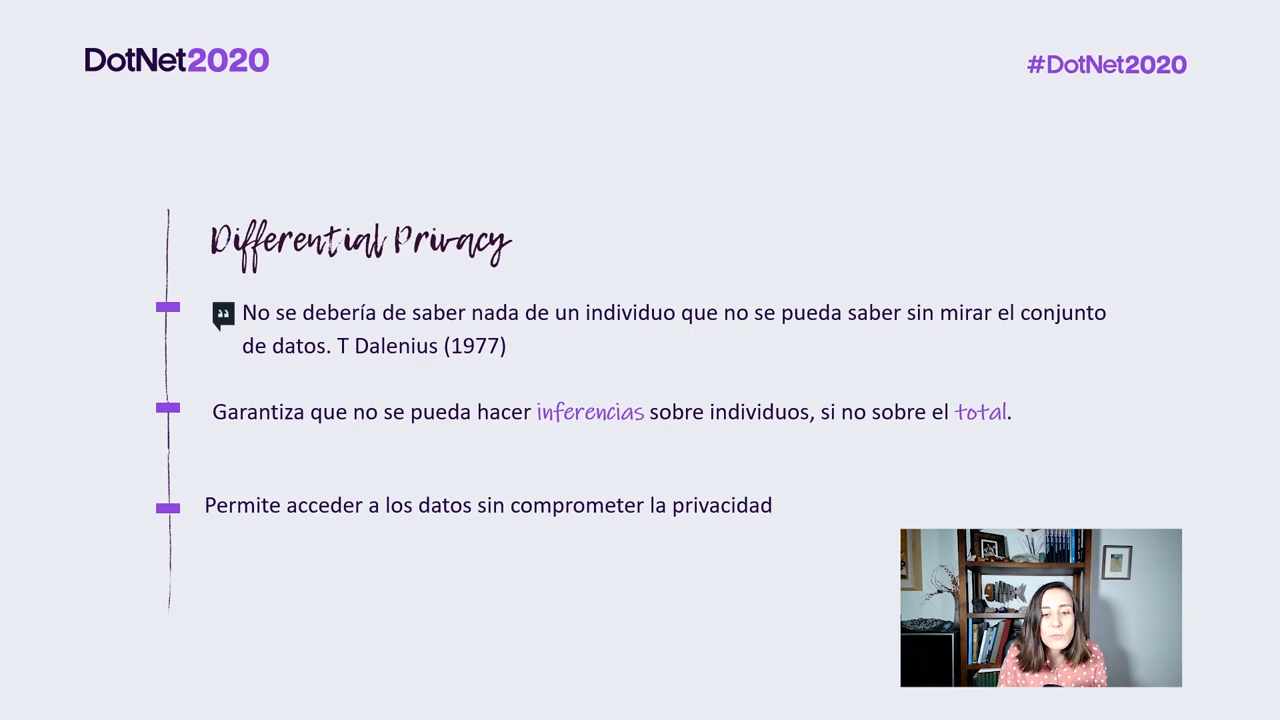 DotNet2020
#DotNet2020
Differential Privacy
No se debería de saber nada de un individuo que no se pueda saber sin mirar el conjunto
de datos. T Dalenius (1977)
Garantiza que no se pueda hacer inferencias sobre individuos, si no sobre el total.
Permite acceder a los datos sin comprometer la privacidad